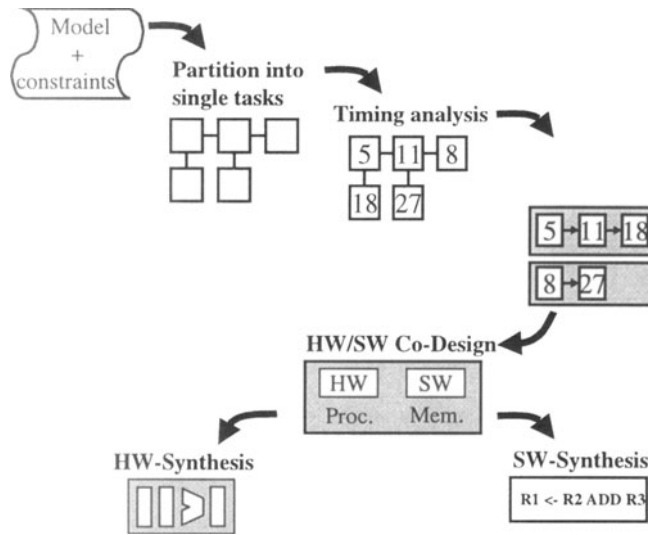 Model
+
constraints
Partition into
single tasks
Timing analysis
5 11 8
18 27
5 11 18
8 27
HW/SW Co-Design
HW SW
Proc. Mem.
HW-Synthesis
SW-Synthesis
R1 <- R2 ADD R3